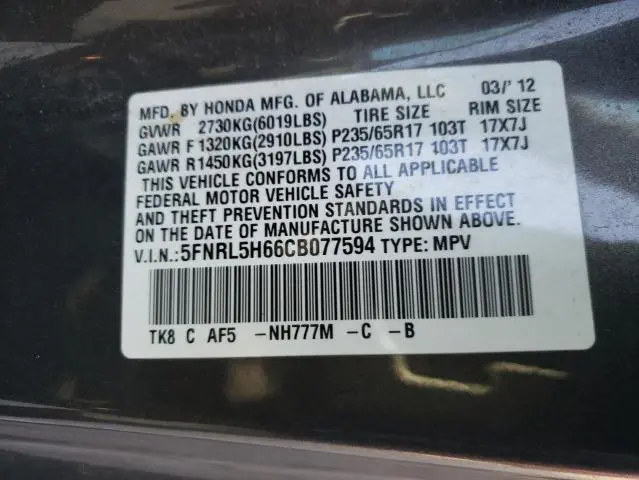 MFD. BY HONDA MFG. OF ALABAMA, LLC 03/'12
GVWR 2730KG(6019LBS) TIRE SIZE RIM SIZE
GAWR F 1320KG(2910LBS) P235/65R17 103T 17X7J
GAWR R1450KG(3197LBS) P235/65R17 103T 17X7J
THIS VEHICLE CONFORMS TO ALL APPLICABLE
FEDERAL MOTOR VEHICLE SAFETY
AND THEFT PREVENTION STANDARDS IN EFFECT
ON THE DATE OF MANUFACTURE SHOWN ABOVE.
V.I.N.: 5FNRL5H66CB077594 TYPE: MPV
TK8 C AF5 -NH777M -C -B